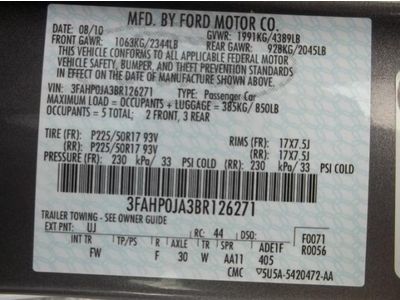 MFD. BY FORD MOTOR CO.
DATE: 08/10 GVWR: 1991KG/4389LB
FRONT GAWR: 1063KG/2344LB REAR GAWR: 928KG/2045LB
THIS VEHICLE CONFORMS TO ALL APPLICABLE FEDERAL MOTOR
VEHICLE SAFETY, BUMPER, AND THEFT PREVENTION STANDARDS
IN EFFECT ON THE DATE OF MANUFACTURE SHOWN ABOVE.
VIN: 3FAHP0JA3BR126271 TYPE: Passenger Car
MAXIMUM LOAD = OCCUPANTS + LUGGAGE = 385KG/850LB
OCCUPANTS = 5 TOTAL; 2 FRONT, 3 REAR
TIRE (FR): P225/50R17 93V RIMS (FR): 17X7.5J
TIRE (RR): P225/50R17 93V RIMS (RR): 17X7.5J
PRESSURE (FR): 230 kPa/ 33 PSI COLD (RR): 230 kPa/ 33 PSI COLD
3FAHP0JA3BR126271
TRAILER TOWING - SEE OWNER GUIDE
EXT PNT: UJ RC: 44 DSO: F0071
INT TR TP/PS R AXLE TR SPR ADE1F R0056
FW F 30 W AA11 405
CMC 5U5A-5420472-AA